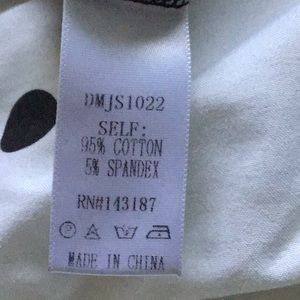 DMJS1022
SELF:
95% COTTON
5% SPANDEX
RN#143187
MADE IN CHINA